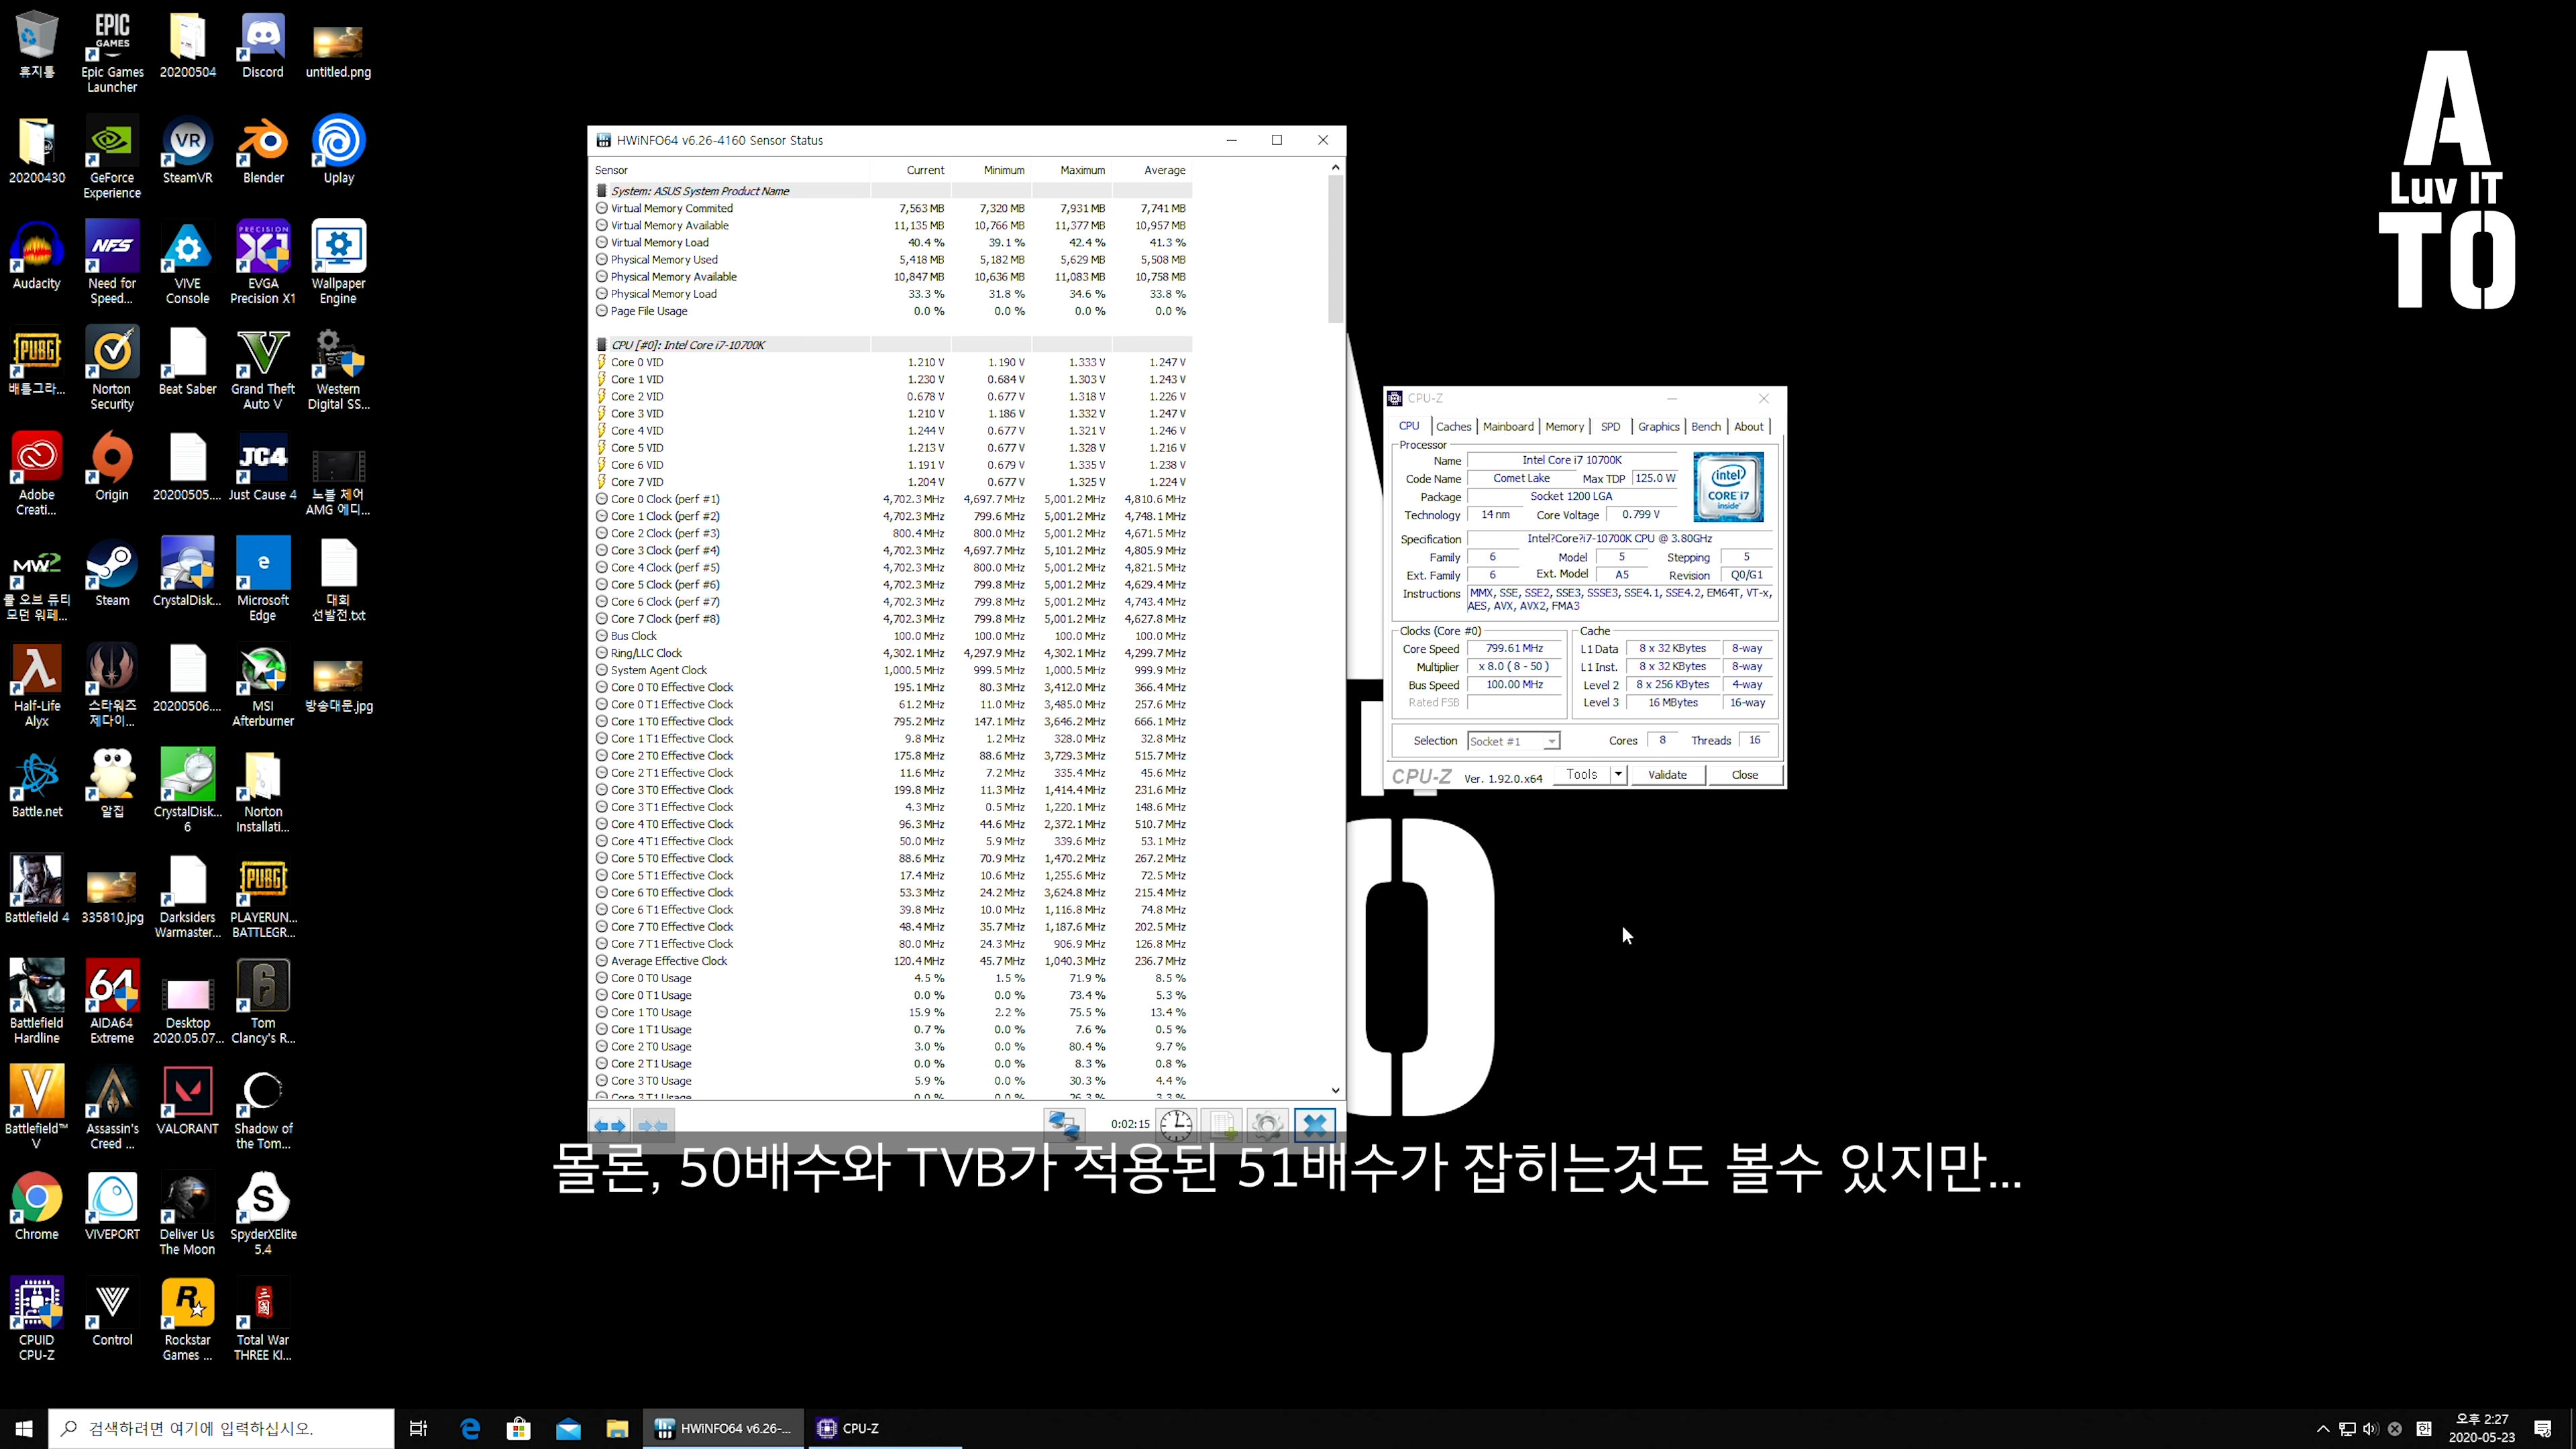 휴지통
Epic Games Launcher
20200504
Discord
untitled.png
20200430
GeForce Experience
SteamVR
Blender
Uplay
Audacity
Need for Speed...
VIVE Console
EVGA Precision X1
Wallpaper Engine
배틀그라...
Norton Security
Beat Saber
Grand Theft Auto V
Western Digital SS...
Adobe Creati...
Origin
20200505....
Just Cause 4
노블 체어 AMG 에디...
콜 오브 듀티 모던 워페...
Steam
CrystalDisk...
Microsoft Edge
대회 선발전.txt
Half-Life Alyx
스타워즈 제다이...
20200506....
MSI Afterburner
방송대문.jpg
Battle.net
알집
CrystalDisk... 6
Norton Installati...
Battlefield 4
335810.jpg
Darksiders Warmaster...
PLAYERUN... BATTLEGR...
Battlefield Hardline
AIDA64 Extreme
Desktop 2020.05.07...
Tom Clancy's R...
Battlefield™ V
Assassin's Creed ...
VALORANT
Shadow of the Tom...
Chrome
VIVEPORT
Deliver Us The Moon
SpyderXElite 5.4
CPUID CPU-Z
Control
Rockstar Games ...
Total War THREE KI...
A
Luv IT
TO
HWiNFO64 v6.26-4160 Sensor Status
Sensor Current Minimum Maximum Average
System: ASUS System Product Name
Virtual Memory Commited 7,563 MB 7,320 MB 7,931 MB 7,741 MB
Virtual Memory Available 11,135 MB 10,766 MB 11,377 MB 10,957 MB
Virtual Memory Load 40.4 % 39.1 % 42.4 % 41.3 %
Physical Memory Used 5,418 MB 5,182 MB 5,629 MB 5,508 MB
Physical Memory Available 10,847 MB 10,636 MB 11,083 MB 10,758 MB
Physical Memory Load 33.3 % 31.8 % 34.6 % 33.8 %
Page File Usage 0.0 % 0.0 % 0.0 % 0.0 %
CPU [#0]: Intel Core i7-10700K
Core 0 VID 1.210 V 1.190 V 1.333 V 1.247 V
Core 1 VID 1.230 V 0.684 V 1.303 V 1.243 V
Core 2 VID 0.678 V 0.677 V 1.318 V 1.226 V
Core 3 VID 1.210 V 1.186 V 1.332 V 1.247 V
Core 4 VID 1.244 V 0.677 V 1.321 V 1.246 V
Core 5 VID 1.213 V 0.677 V 1.328 V 1.216 V
Core 6 VID 1.191 V 0.679 V 1.335 V 1.238 V
Core 7 VID 1.204 V 0.677 V 1.325 V 1.224 V
Core 0 Clock (perf #1) 4,702.3 MHz 4,697.7 MHz 5,001.2 MHz 4,810.6 MHz
Core 1 Clock (perf #2) 4,702.3 MHz 799.6 MHz 5,001.2 MHz 4,748.1 MHz
Core 2 Clock (perf #3) 800.4 MHz 800.0 MHz 5,001.2 MHz 4,671.5 MHz
Core 3 Clock (perf #4) 4,702.3 MHz 4,697.7 MHz 5,101.2 MHz 4,805.9 MHz
Core 4 Clock (perf #5) 4,702.3 MHz 800.0 MHz 5,001.2 MHz 4,821.5 MHz
Core 5 Clock (perf #6) 4,702.3 MHz 799.8 MHz 5,001.2 MHz 4,629.4 MHz
Core 6 Clock (perf #7) 4,702.3 MHz 799.8 MHz 5,001.2 MHz 4,743.4 MHz
Core 7 Clock (perf #8) 4,702.3 MHz 799.8 MHz 5,001.2 MHz 4,627.8 MHz
Bus Clock 100.0 MHz 100.0 MHz 100.0 MHz 100.0 MHz
Ring/LLC Clock 4,302.1 MHz 4,297.9 MHz 4,302.1 MHz 4,299.7 MHz
System Agent Clock 1,000.5 MHz 999.5 MHz 1,000.5 MHz 999.9 MHz
Core 0 T0 Effective Clock 195.1 MHz 80.3 MHz 3,412.0 MHz 366.4 MHz
Core 0 T1 Effective Clock 61.2 MHz 11.0 MHz 3,485.0 MHz 257.6 MHz
Core 1 T0 Effective Clock 795.2 MHz 147.1 MHz 3,646.2 MHz 666.1 MHz
Core 1 T1 Effective Clock 9.8 MHz 1.2 MHz 328.0 MHz 32.8 MHz
Core 2 T0 Effective Clock 175.8 MHz 88.6 MHz 3,729.3 MHz 515.7 MHz
Core 2 T1 Effective Clock 11.6 MHz 7.2 MHz 335.4 MHz 45.6 MHz
Core 3 T0 Effective Clock 199.8 MHz 11.3 MHz 1,414.4 MHz 231.6 MHz
Core 3 T1 Effective Clock 4.3 MHz 0.5 MHz 1,220.1 MHz 148.6 MHz
Core 4 T0 Effective Clock 96.3 MHz 44.6 MHz 2,372.1 MHz 510.7 MHz
Core 4 T1 Effective Clock 50.0 MHz 5.9 MHz 339.6 MHz 53.1 MHz
Core 5 T0 Effective Clock 88.6 MHz 70.9 MHz 1,470.2 MHz 267.2 MHz
Core 5 T1 Effective Clock 17.4 MHz 10.6 MHz 1,255.6 MHz 72.5 MHz
Core 6 T0 Effective Clock 53.3 MHz 24.2 MHz 3,624.8 MHz 215.4 MHz
Core 6 T1 Effective Clock 39.8 MHz 10.0 MHz 1,116.8 MHz 74.8 MHz
Core 7 T0 Effective Clock 48.4 MHz 35.7 MHz 1,187.6 MHz 202.5 MHz
Core 7 T1 Effective Clock 80.0 MHz 24.3 MHz 906.9 MHz 126.8 MHz
Average Effective Clock 120.4 MHz 45.7 MHz 1,040.3 MHz 236.7 MHz
Core 0 T0 Usage 4.5 % 1.5 % 71.9 % 8.5 %
Core 0 T1 Usage 0.0 % 0.0 % 73.4 % 5.3 %
Core 1 T0 Usage 15.9 % 2.2 % 75.5 % 13.4 %
Core 1 T1 Usage 0.7 % 0.0 % 7.6 % 0.5 %
Core 2 T0 Usage 3.0 % 0.0 % 80.4 % 9.7 %
Core 2 T1 Usage 0.0 % 0.0 % 8.3 % 0.8 %
Core 3 T0 Usage 5.9 % 0.0 % 30.3 % 4.4 %
Core 3 T1 Usage 0.0 % 0.0 % 26.3 % 3.3 %
0:02:15
CPU-Z
CPU Caches Mainboard Memory SPD Graphics Bench About
Processor
Name Intel Core i7 10700K
Code Name Comet Lake Max TDP 125.0 W
Package Socket 1200 LGA
Technology 14 nm Core Voltage 0.799 V
intel CORE i7 inside
Specification Intel?Core?i7-10700K CPU @ 3.80GHz
Family 6 Model 5 Stepping 5
Ext. Family 6 Ext. Model A5 Revision Q0/G1
Instructions MMX, SSE, SSE2, SSE3, SSSE3, SSE4.1, SSE4.2, EM64T, VT-x,
AES, AVX, AVX2, FMA3
Clocks (Core #0) Cache
Core Speed 799.61 MHz L1 Data 8 x 32 KBytes 8-way
Multiplier x 8.0 ( 8 - 50 ) L1 Inst. 8 x 32 KBytes 8-way
Bus Speed 100.00 MHz Level 2 8 x 256 KBytes 4-way
Rated FSB Level 3 16 MBytes 16-way
Selection Socket #1 Cores 8 Threads 16
CPU-Z Ver. 1.92.0.x64 Tools Validate Close
몰론, 50배수와 TVB가 적용된 51배수가 잡히는것도 볼수 있지만...
검색하려면 여기에 입력하십시오.
HWiNFO64 v6.26-...
CPU-Z
오후 2:27
2020-05-23